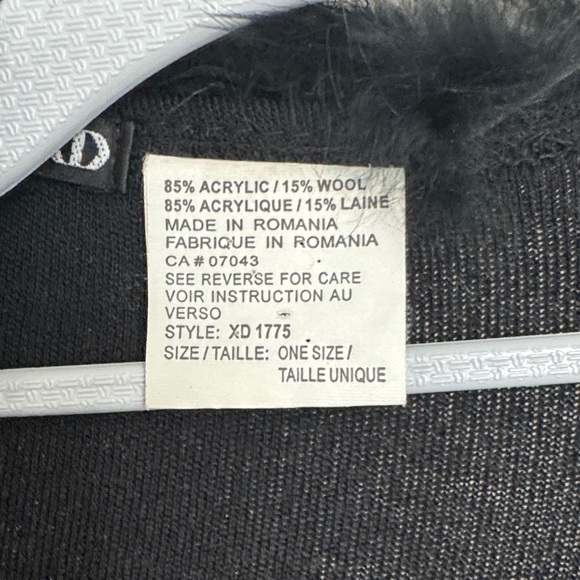 85% ACRYLIC / 15% WOOL
85% ACRYLIQUE / 15% LAINE
MADE IN ROMANIA
FABRIQUE IN ROMANIA
CA # 07043
SEE REVERSE FOR CARE
VOIR INSTRUCTION AU
VERSO
STYLE: XD 1775
SIZE / TAILLE: ONE SIZE /
TAILLE UNIQUE